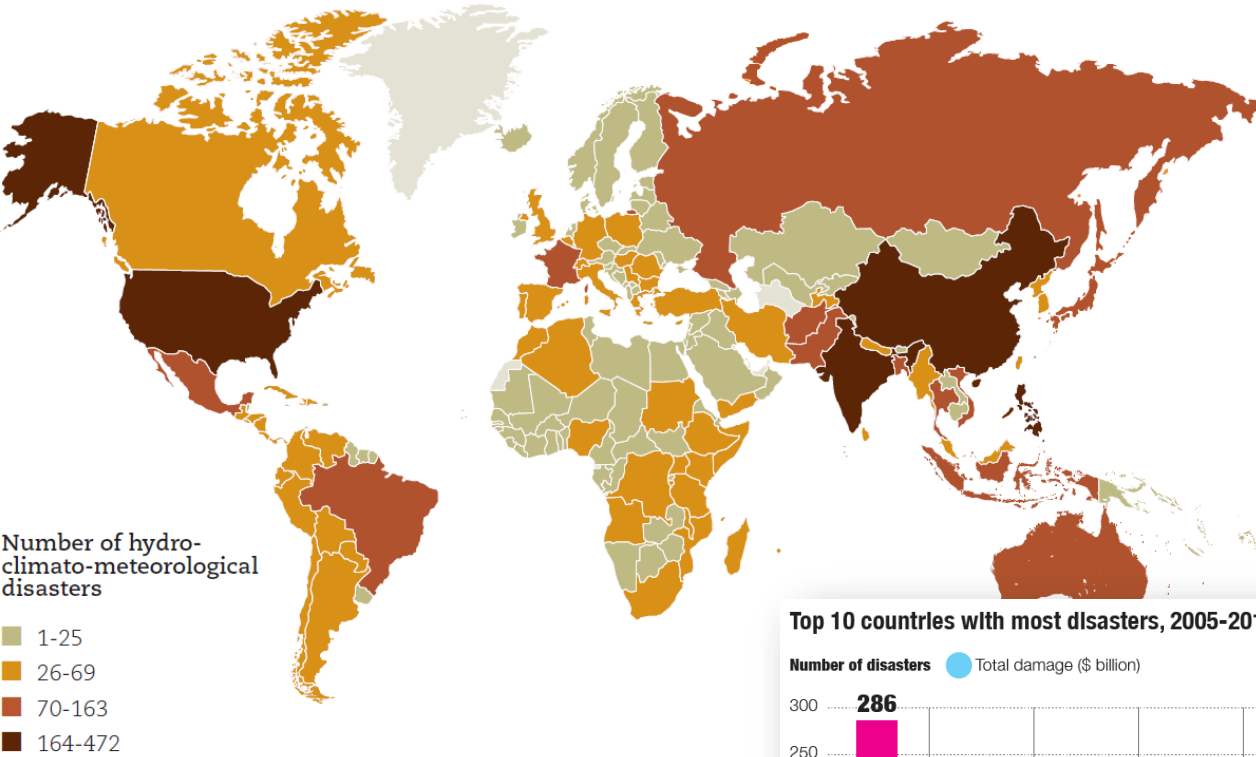 Number of hydro-
climato-meteorological
disasters
1-25
26-69
70-163
164-472
Top 10 countries with most disasters, 2005-20
Number of disasters
Total damage ($ billion)
300
286
250